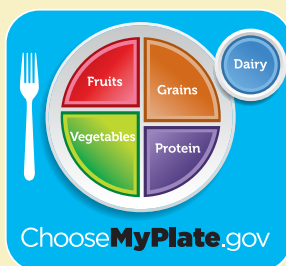 Dairy
Fruits
Grains
Vegetables
Protein
ChooseMyPlate.gov